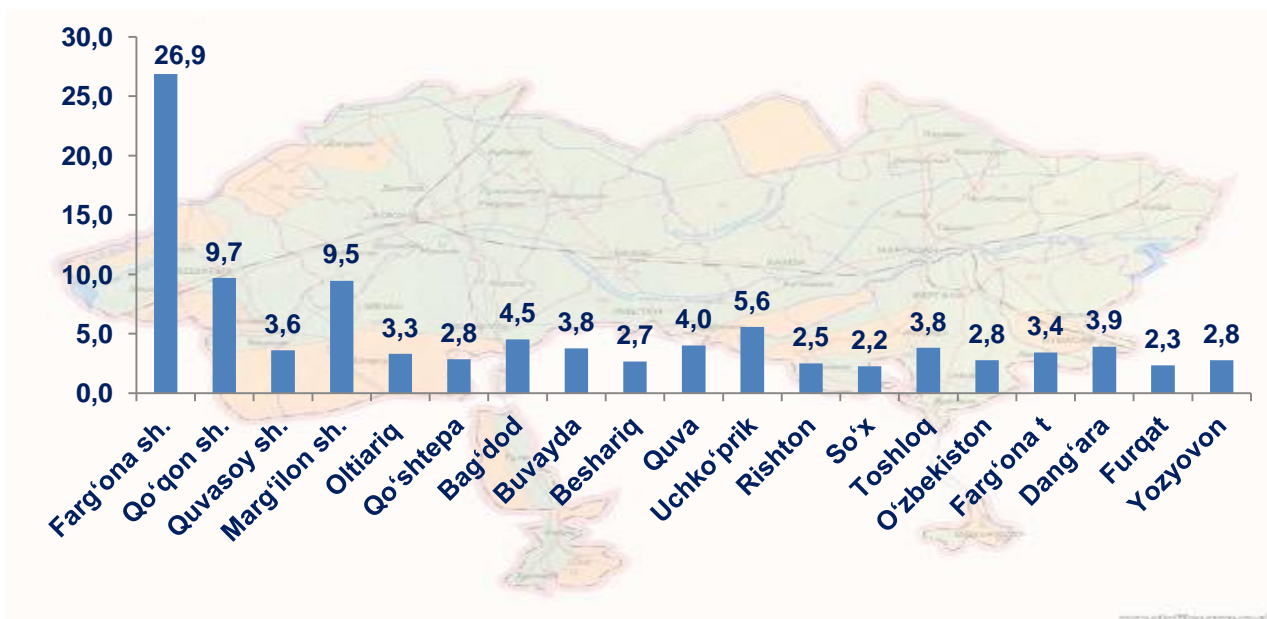 30,0
25,0
20,0
15,0
10,0
5,0
0,0
26,9
9,7
3,6
9,5
3,3
2,8
4,5
3,8
2,7
4,0
5,6
2,5
2,2
3,8
2,8
3,4
3,9
2,3
2,8
Farg‘ona sh.
Qo‘qon sh.
Quvasoy sh.
Marg‘ilon sh.
Oltiariq
Qo‘shtepa
Bag‘dod
Buvayda
Beshariq
Quva
Uchko‘prik
Rishton
So‘x
Toshloq
O‘zbekiston
Farg‘ona t
Dang‘ara
Furqat
Yozyovon